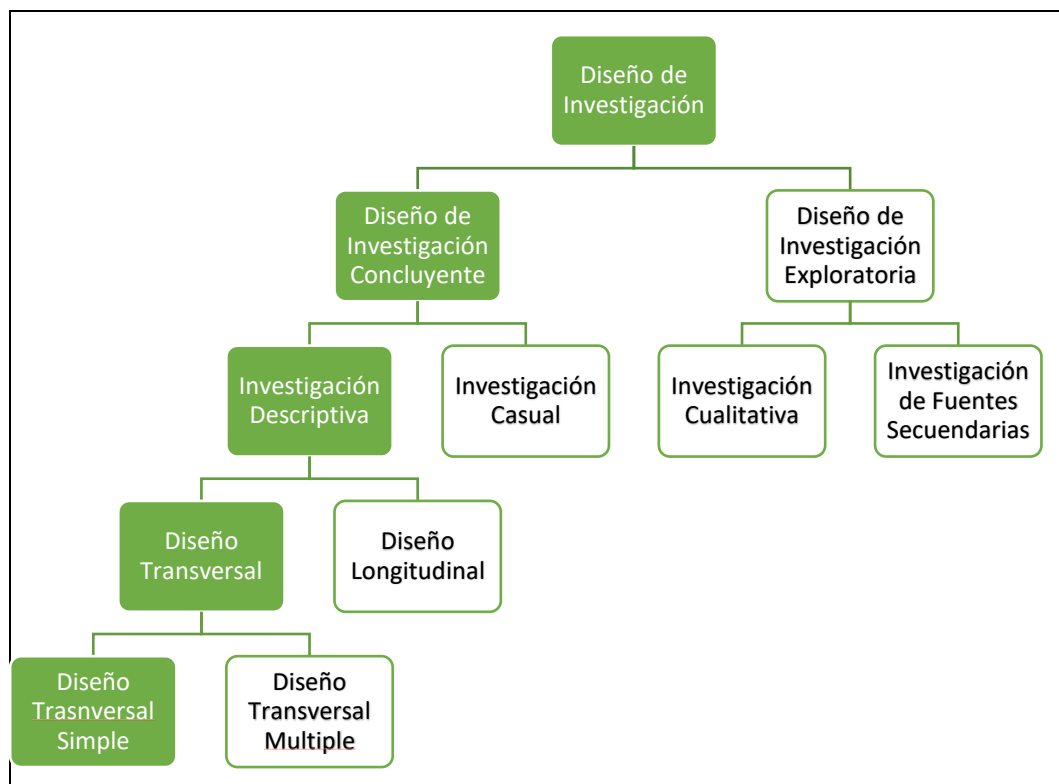 Diseño de
Investigación
Diseño de
Investigación
Concluyente
Diseño de
Investigación
Exploratoria
Investigación
Descriptiva
Investigación
Casual
Investigación
Cualitativa
Investigación
de Fuentes
Secuendarias
Diseño
Transversal
Diseño
Longitudinal
Diseño
Trasnversal
Simple
Diseño
Transversal
Multiple